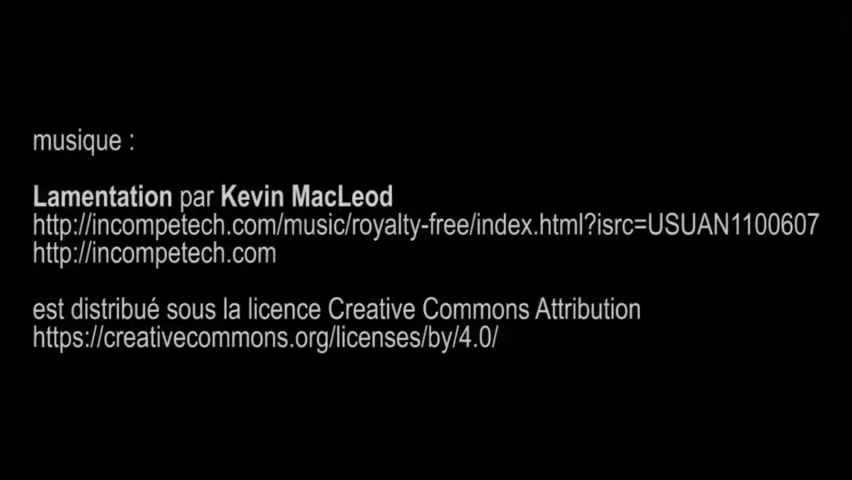 musique :
Lamentation par Kevin MacLeod
http://incompetech.com/music/royalty-free/index.html?isrc=USUAN1100607
http://incompetech.com
est distribué sous la licence Creative Commons Attribution
https://creativecommons.org/licenses/by/4.0/